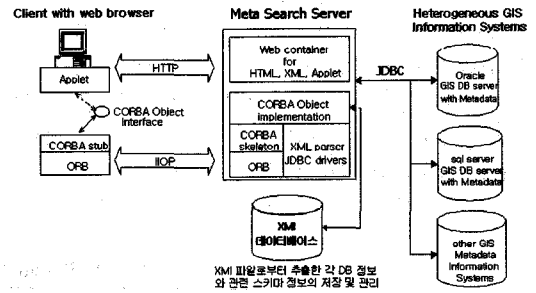 Client with web browser
Meta Search Server
Heterogeneous GIS
Information Systems
Applet
HTTP
Web container
for
HTML, XML, Applet
JDBC
Oracle
GIS DB server
with Metadata
CORBA Object
Interface
CORBA Object
implementation
CORBA stub
ORB
IIOP
CORBA
skeleton
ORB
XML parser
JDBC drivers
sql server
GIS DB server
with Metadata
XMI
데이터베이스
other GIS
Metadata
Information
Systems
XMI 파일로부터 추출한 각 DB 정보
와 관련 스키마 정보의 저장 및 관리